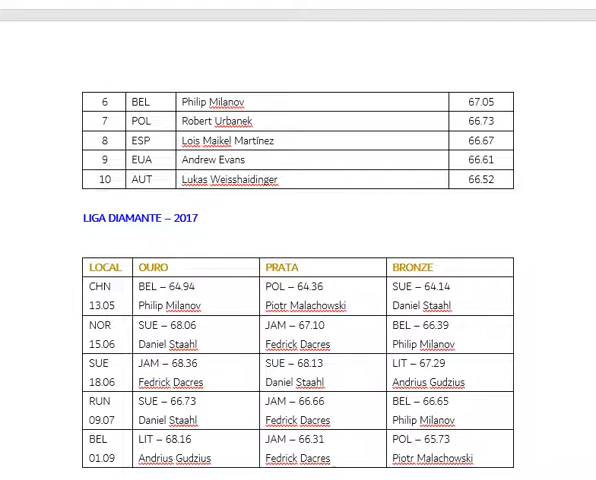 6 BEL Philip Milanov 67.05
7 POL Robert Urbanek 66.73
8 ESP Lois Maikel Martínez 66.67
9 EUA Andrew Evans 66.61
10 AUT Lukas Weisshaidinger 66.52
LIGA DIAMANTE – 2017
LOCAL OURO PRATA BRONZE
CHN BEL – 64.94 POL – 64.36 SUE – 64.14
13.05 Philip Milanov Piotr Malachowski Daniel Staahl
NOR SUE – 68.06 JAM – 67.10 BEL – 66.39
15.06 Daniel Staahl Fedrick Dacres Philip Milanov
SUE JAM – 68.36 SUE – 68.13 LIT – 67.29
18.06 Fedrick Dacres Daniel Staahl Andrius Gudzius
RUN SUE – 66.73 JAM – 66.66 BEL – 66.65
09.07 Daniel Staahl Fedrick Dacres Philip Milanov
BEL LIT – 68.16 JAM – 66.31 POL – 65.73
01.09 Andrius Gudzius Fedrick Dacres Piotr Malachowski